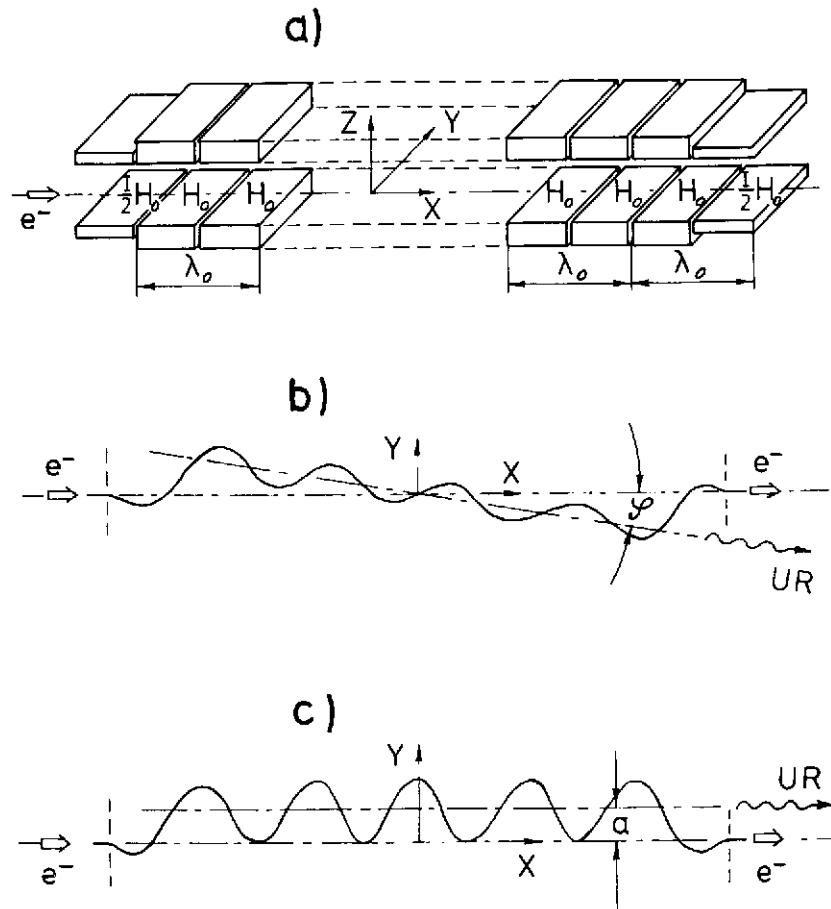 a)
Z Y
½H₀ H₀ H₀ H₀ H₀ H₀ ½H₀
e⁻ X
λ₀ λ₀ λ₀
b)
Y
e⁻ X e⁻
φ
UR
c)
Y UR
a
e⁻ X e⁻